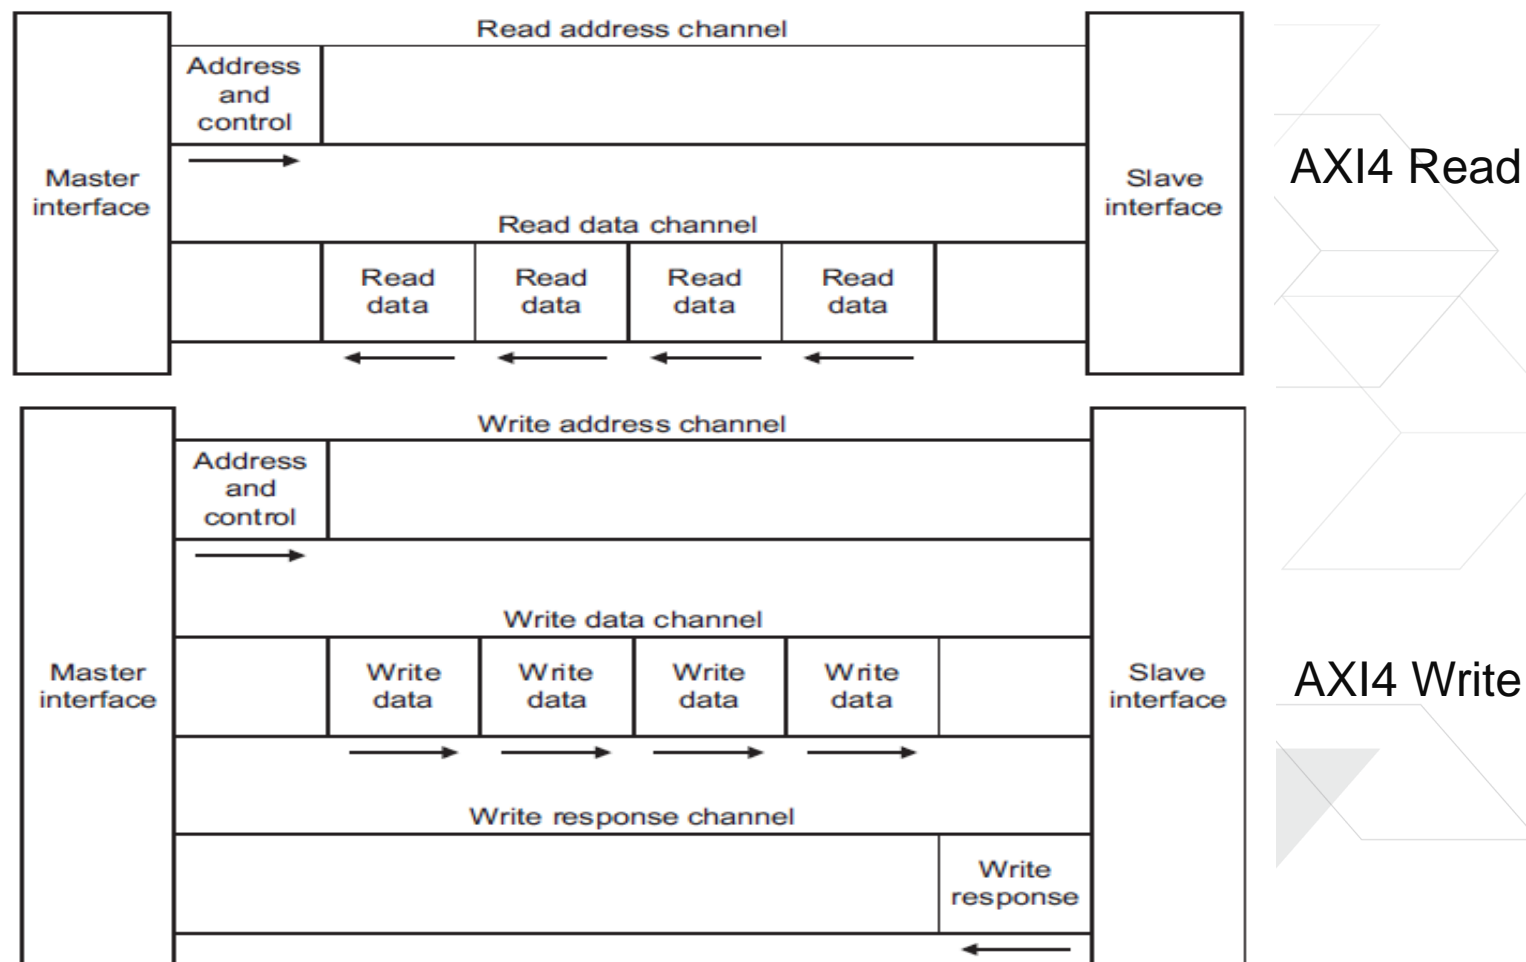 Read address channel
Address
and
control
Master
interface
Slave
interface
AXI4 Read
Read data channel
Read
data
Read
data
Read
data
Read
data
Write address channel
Address
and
control
Write data channel
Master
interface
Write
data
Write
data
Write
data
Write
data
Slave
interface
AXI4 Write
Write response channel
Write
response